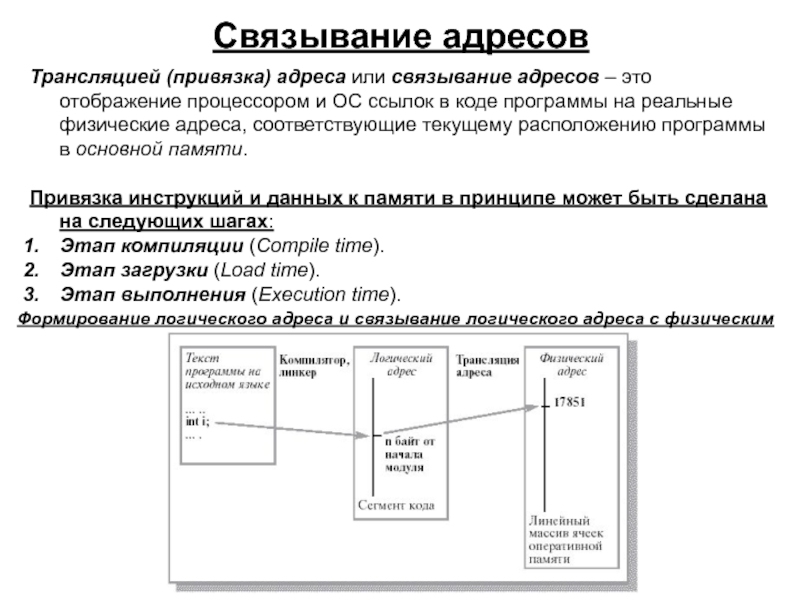 Связывание адресов
Трансляцией (привязка) адреса или связывание адресов – это
отображение процессором и ОС ссылок в коде программы на реальные
физические адреса, соответствующие текущему расположению программы
в основной памяти.
Привязка инструкций и данных к памяти в принципе может быть сделана
на следующих шагах:
1. Этап компиляции (Compile time).
2. Этап загрузки (Load time).
3. Этап выполнения (Execution time).
Формирование логического адреса и связывание логического адреса с физическим
Текст
программы на
исходном языке
... ..
int i;
... .
Компилятор,
линкер
Логический
адрес
n байт от
начала
модуля
Сегмент кода
Трансляция
адреса
Физический
адрес
17851
Линейный
массив ячеек
оперативной
памяти